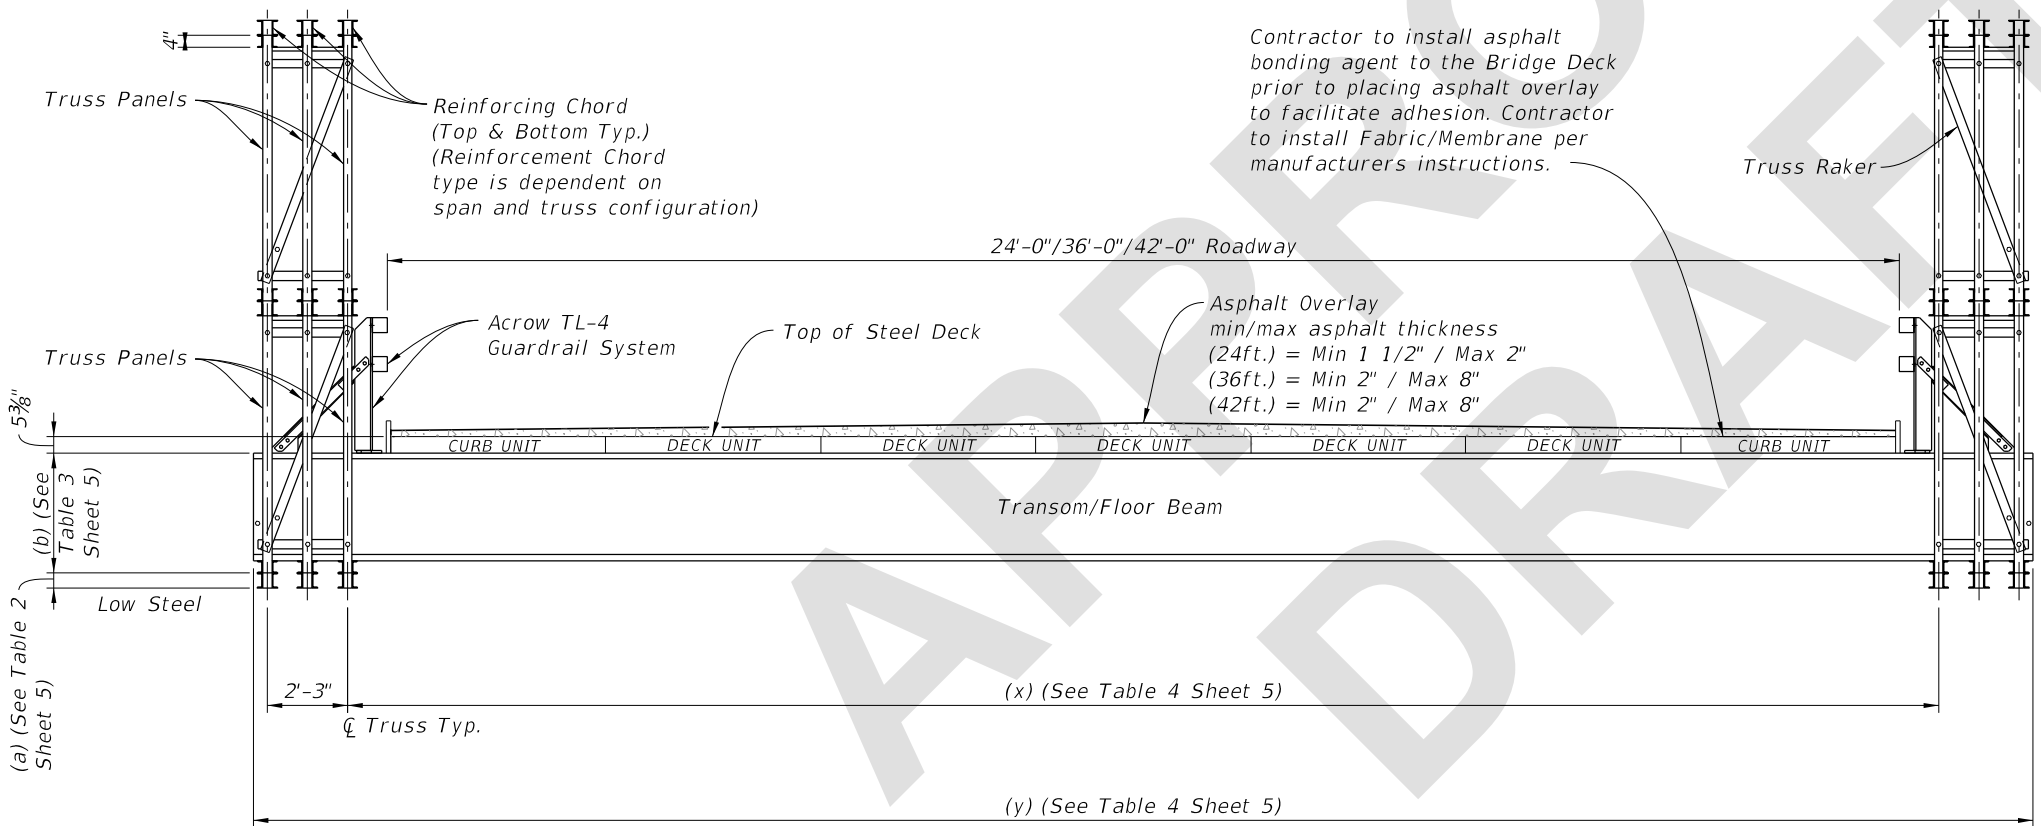 4"
Truss Panels
Reinforcing Chord
(Top & Bottom Typ.)
(Reinforcement Chord
type is dependent on
span and truss configuration)
Contractor to install asphalt
bonding agent to the Bridge Deck
prior to placing asphalt overlay
to facilitate adhesion. Contractor
to install Fabric/Membrane per
manufacturers instructions.
Truss Raker
24'-0"/36'-0"/42'-0" Roadway
Acrow TL-4
Guardrail System
Top of Steel Deck
Asphalt Overlay
min/max asphalt thickness
(24ft.) = Min 1 1/2" / Max 2"
(36ft.) = Min 2" / Max 8"
(42ft.) = Min 2" / Max 8"
Truss Panels
5⅜"
CURB UNIT
DECK UNIT
DECK UNIT
DECK UNIT
DECK UNIT
DECK UNIT
CURB UNIT
(b) (See
Table 3
Sheet 5)
Transom/Floor Beam
Low Steel
(a) (See Table 2
Sheet 5)
2'-3"
(x) (See Table 4 Sheet 5)
℄ Truss Typ.
(y) (See Table 4 Sheet 5)